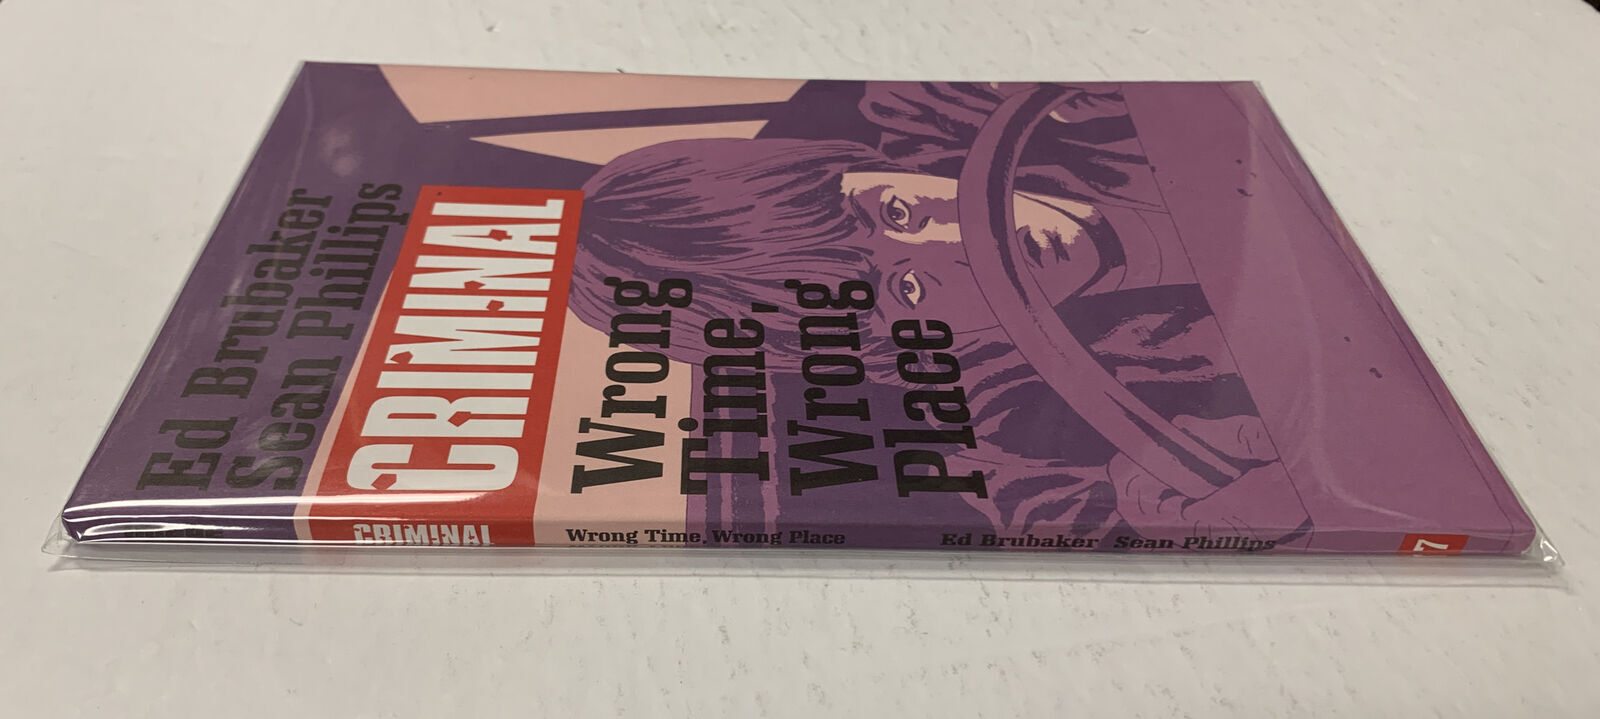 Ed Brubaker
Sean Phillips
CRIMINAL
Wrong
Time,
Wrong
Place
CRIMINAL
Wrong Time, Wrong Place
Ed Brubaker Sean Phillips
7